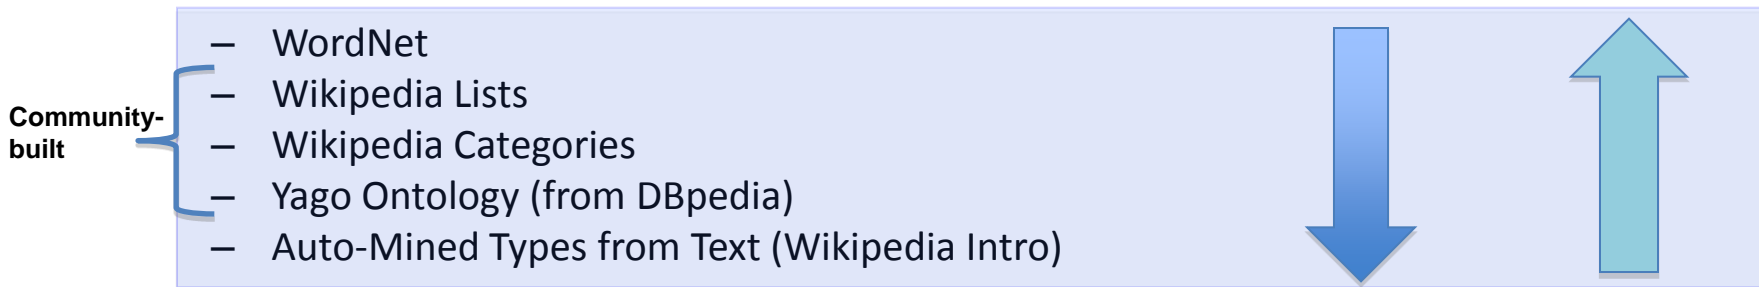 – WordNet
– Wikipedia Lists
– Wikipedia Categories
– Yago Ontology (from DBpedia)
– Auto-Mined Types from Text (Wikipedia Intro)
Community-
built